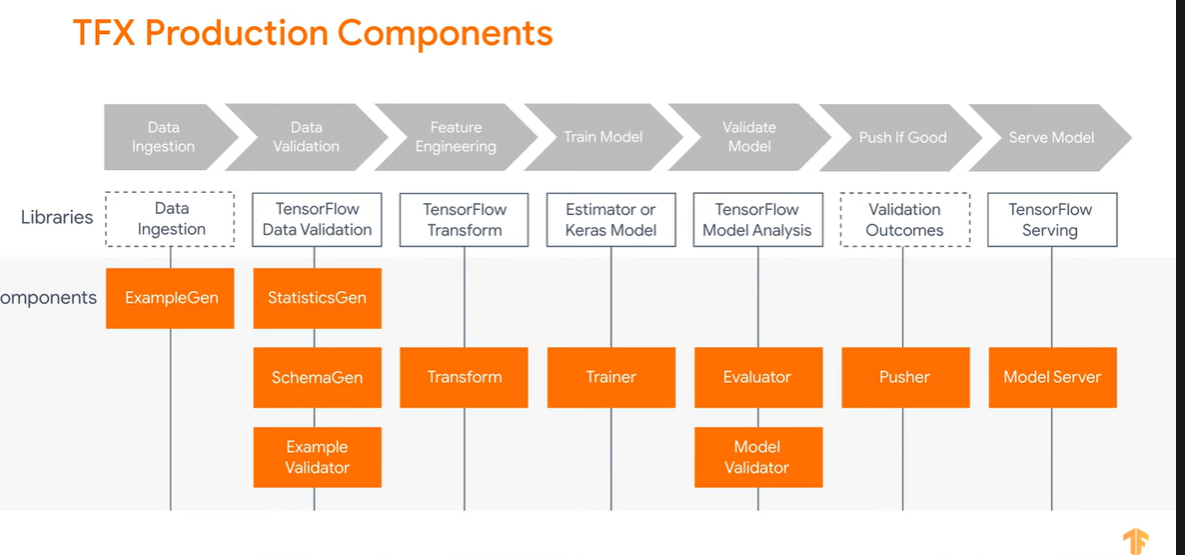 TFX Production Components
Data
Ingestion
Data
Validation
Feature
Engineering
Train Model
Validate
Model
Push If Good
Serve Model
Libraries
Data
Ingestion
TensorFlow
Data Validation
TensorFlow
Transform
Estimator or
Keras Model
TensorFlow
Model Analysis
Validation
Outcomes
TensorFlow
Serving
omponents
ExampleGen
StatisticsGen
SchemaGen
Transform
Trainer
Evaluator
Pusher
Model Server
Example
Validator
Model
Validator